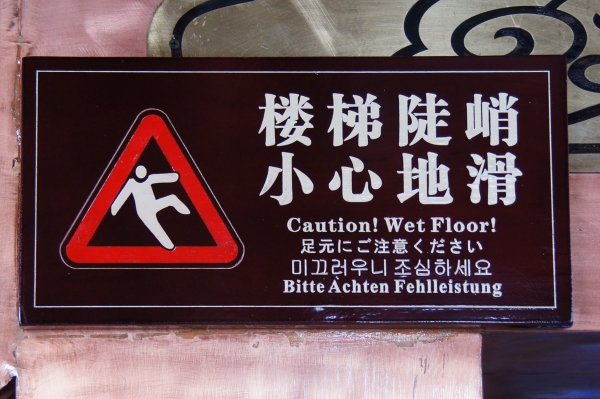 楼梯陡峭
小心地滑
Caution! Wet Floor!
足元にご注意ください
미끄러우니 조심하세요
Bitte Achten Fehlleistung